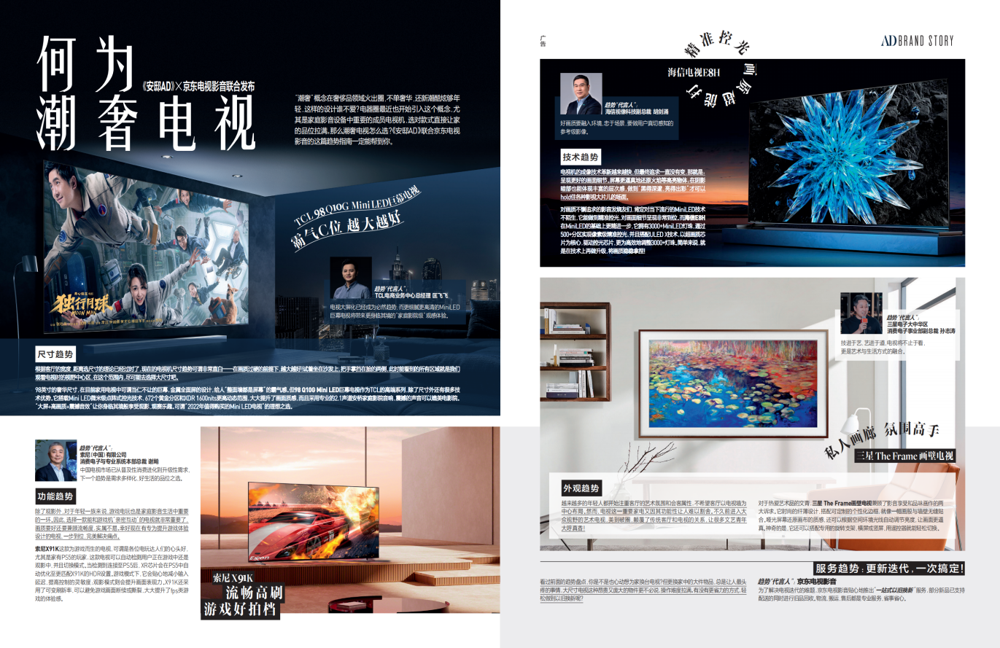 何为
潮奢电视
《安邸AD》×京东电视影音联合发布
“潮奢”概念在奢侈品领域火出圈,不单奢华,还新潮酷炫够年
轻,这样的设计谁不爱?电器圈最近也开始引入这个概念,尤
其是家庭影音设备中重要的成员电视机,选对款式直接让家
的品位拉满。那么潮奢电视怎么选?《安邸AD》联合京东电视
影音的这篇趋势指南一定能帮到你。
TCL 98Q10G Mini LED巨幕电视
霸气C位 越大越好
独行月球
MOON MAN
趋势“代言人”:
TCL电商业务中心总经理 匡飞飞
电视大屏化已经成为必然趋势,而更细腻更高清的MiniLED
巨幕电视将带来更身临其境的“家庭影院级”观感体验。
尺寸趋势
根据客厅的宽度、距离选尺寸的理论已经过时了,现在的电视机尺寸趋势可谓非常直白——在画质过硬的前提下,越大越好!试着坐在沙发上,把手掌挡在脸的两侧,此时能看到的所有区域就是我们
观看电视时的视野中心区,在这个范围内,尽可能去选择大尺寸吧。
98英寸的奢华尺寸,在目前家用电视中可谓当仁不让的巨幕,金属全面屏的设计,给人“整面墙都是屏幕”的霸气感。但98 Q10G Mini LED巨幕电视作为TCL的高端系列,除了尺寸外还有很多技
术优势。它搭载Mini LED微米级点阵式控光技术、672个黄金分区和XDR 1600nits更高动态范围,大大提升了画面质感,而且采用专业的2.1声道安桥家庭影院音响,震撼的声音可以媲美电影院。
“大屏+高画质+震撼音效”让你身临其境般享受观影、观赛乐趣,可谓“2022年值得购买的Mini LED电视”的理想之选。
趋势“代言人”:
索尼(中国)有限公司
消费电子与专业系统本部总裁 谢飏
中国电视市场已从普及性消费进化到升级性需求,
下一个趋势是需求多样化、好生活的品位之选。
功能趋势
除了观影外,对于年轻一族来说,游戏电玩也是家庭影音生活中重要
的一环。因此,选择一款能和游戏机“亲密互动”的电视就非常重要了,
画质要好还要兼顾流畅度,实属不易。幸好现在有专为提升游戏体验
设计的电视,一步到位,完美解决痛点。
索尼X91K这款为游戏而生的电视,可谓是各位电玩达人们的心头好,
尤其是家有PS5的玩家,这款电视可以自动检测用户正在游戏中还是
观影中,并且切换模式。当检测到连接至PS5后,XR芯片会在PS5中自
动优化至更匹配X91K的HDR设置,游戏模式下,它会贴心地减小输入
延迟,提高控制的灵敏度,观影模式则会提升画面表现力。X91K还采
用了可变刷新率,可以避免游戏画面断续或撕裂,大大提升了fps类游
戏的体验感。
索尼X91K
流畅高刷
游戏好拍档
广告
AD BRAND STORY
精准控光 画质超能打
海信电视E8H
趋势“代言人”:
海信视像科技副总裁 胡剑涌
好画质要融入环境,忠于场景,要做用户真切感知的
参考级影像。
技术趋势
电视机的成像技术革新越来越快,但最终追求一直没有变,那就是:
呈现更好的画面细节,屏幕更逼真地还原火焰等高亮物体,在阴影
暗部也能体现丰富的层次感,做到“黑得深邃,亮得出彩”才可以
hold住各种影视大片儿的场面。
对画质不懈追求的影音发烧友们,肯定对当下流行的MiniLED技术
不陌生,它能做到精准控光,对画面细节呈现非常到位。而海信E8H
在MiniLED的基础上更精进一步,它拥有3000+MiniLED灯珠,通过
500+分区实现像素级精准控光,并且搭配ULED X技术,以超画质芯
片为核心,驱动控光芯片,更为高效地调整3000+灯珠。简单来说,就
是在技术上再做升级,将画质稳稳拿捏!
趋势“代言人”:
三星电子大中华区
消费电子事业部副总裁 孙志涛
技进于艺,艺进于道,电视将不止于看,
更是艺术与生活方式的融合。
私人画廊 氛围高手
三星 The Frame 画壁电视
外观趋势
越来越多的年轻人都开始注重客厅的艺术氛围和会客属性,不希望客厅以电视墙为
中心布局。然而,电视这一重要家电又因其功能性让人难以割舍。不久前进入大
众视野的艺术电视,美到破圈,颠覆了传统客厅和电视的关系,让很多文艺青年
大呼真香!
对于热爱艺术品的文青,三星 The Frame画壁电视兼顾了影音享受和品味画作的两
大诉求。它时尚的纤薄设计,搭配可定制的个性化边框,就像一幅画般与墙壁无缝贴
合,哑光屏幕还原画布的质感,还可以根据空间环境光线自动调节亮度,让画面更逼
真。神奇的是,它还可以搭配专用的旋转支架,横屏或竖屏,用遥控器就能轻松切换。
服务趋势:更新迭代,一次搞定!
看过前面的趋势盘点,你是不是也心动想为家换台电视?但更换家中的大件物品,总是让人最头
疼的事情,大尺寸电视这种昂贵又庞大的物件更不必说,操作难度拉满。有没有更省力的方式,轻
松做到以旧换新呢?
趋势“代言人”:京东电视影音
为了解决电视迭代的难题,京东电视影音贴心地推出“一站式以旧换新”服务,部分新品已支持
配送的同时进行旧品回收。物流、搬运、售后都是专业服务,省事省心。